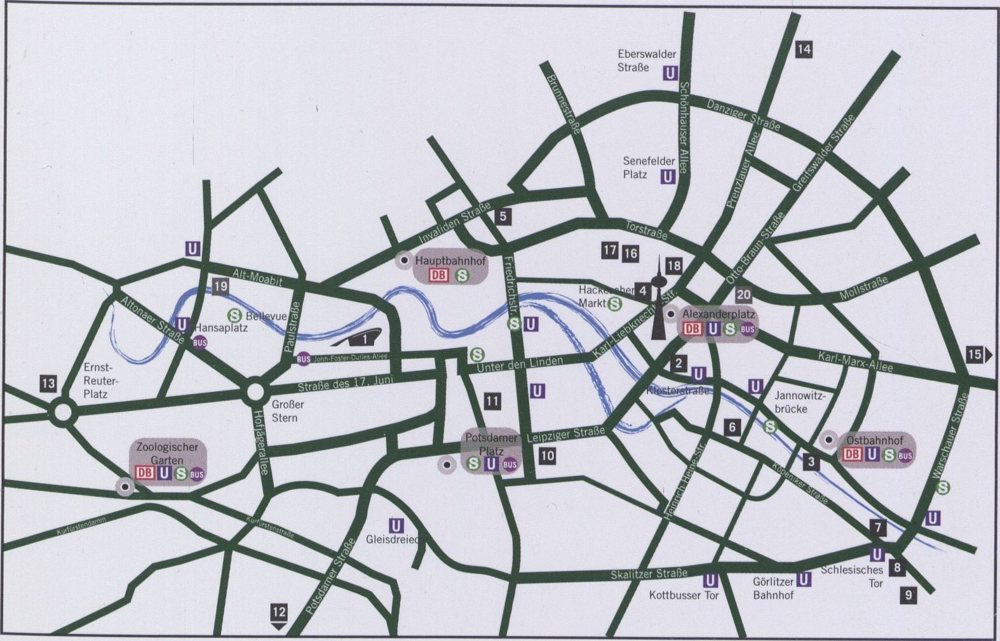 14
Eberswalder
Straße
U
Brunnestraße
Schönhauser Allee
Danziger Straße
Senefelder
Platz
U
Prenzlauer Allee
Greifswalder Straße
5
Invaliden Straße
Torstraße
Otto-Braun-Straße
17
16
18
U
Hauptbahnhof
DB S
Friedrichstr.
Alt-Moabit
19
Hackescher
Markt S
4
20
Mollstraße
Altonaer Straße
S Bellevue
Paulstraße
U
Hansaplatz
BUS
Karl-Liebknecht-Str.
Alexanderplatz
DB U S BUS
S U
1
BUS
John-Foster-Dulles-Allee
S
Unter den Linden
2
Karl-Marx-Allee
15
Ernst-
Reuter-
Platz
13
Straße des 17. Juni
Großer
Stern
U
11
U
Klosterstraße
U
Jannowitz-
brücke
S
Hofjägerallee
Leipziger Straße
6
Warschauer Straße
Zoologischer
Garten
DB U S BUS
Potsdamer
Platz
S U BUS
10
Heinrich-Heine-Str.
3
Ostbahnhof
DB U S BUS
Köpeniker Straße
S
Kurfürstendamm
Kurfürstenstraße
U
Gleisdreieck
7
U
U
Schlesisches
Tor
8
Potsdamer Straße
Skalitzer Straße
U
Kottbusser Tor
Görlitzer
Bahnhof
U
9
12